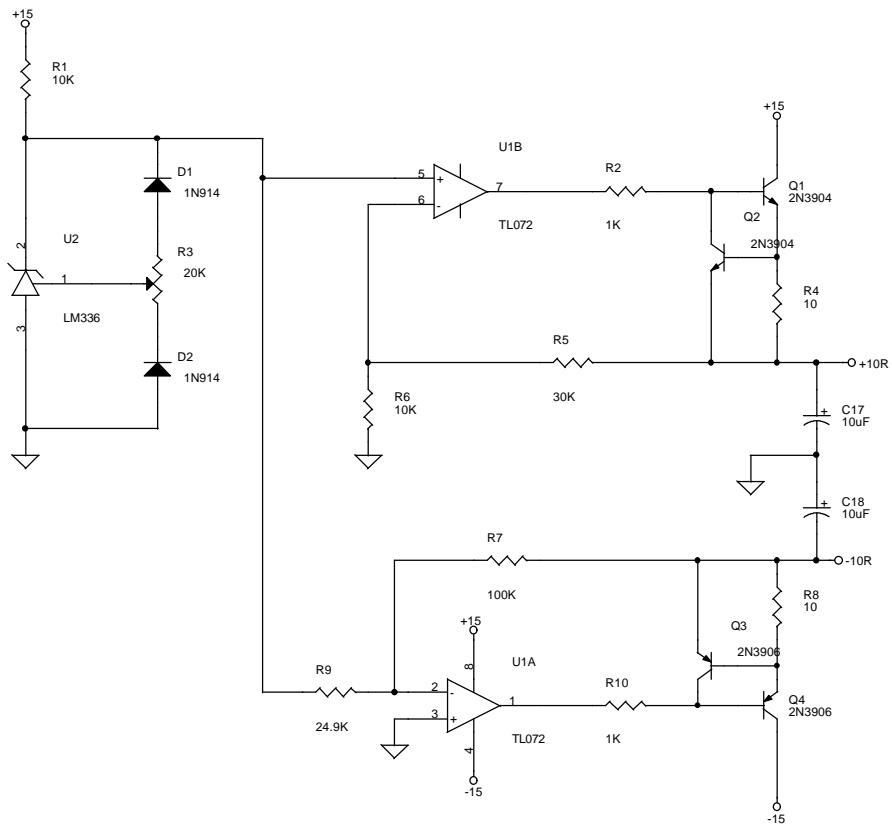 +15
R1
10K
D1
1N914
U2
2
1
3
LM336
R3
20K
D2
1N914
U1B
5
+
6
-
7
TL072
R2
1K
+15
Q1
2N3904
Q2
2N3904
R4
10
R5
30K
R6
10K
+10R
C17
10uF
+
C18
10uF
+
-10R
R7
100K
R8
10
Q3
2N3906
Q4
2N3906
-15
+15
8
U1A
R9
24.9K
2
-
3
+
1
4
TL072
-15
R10
1K